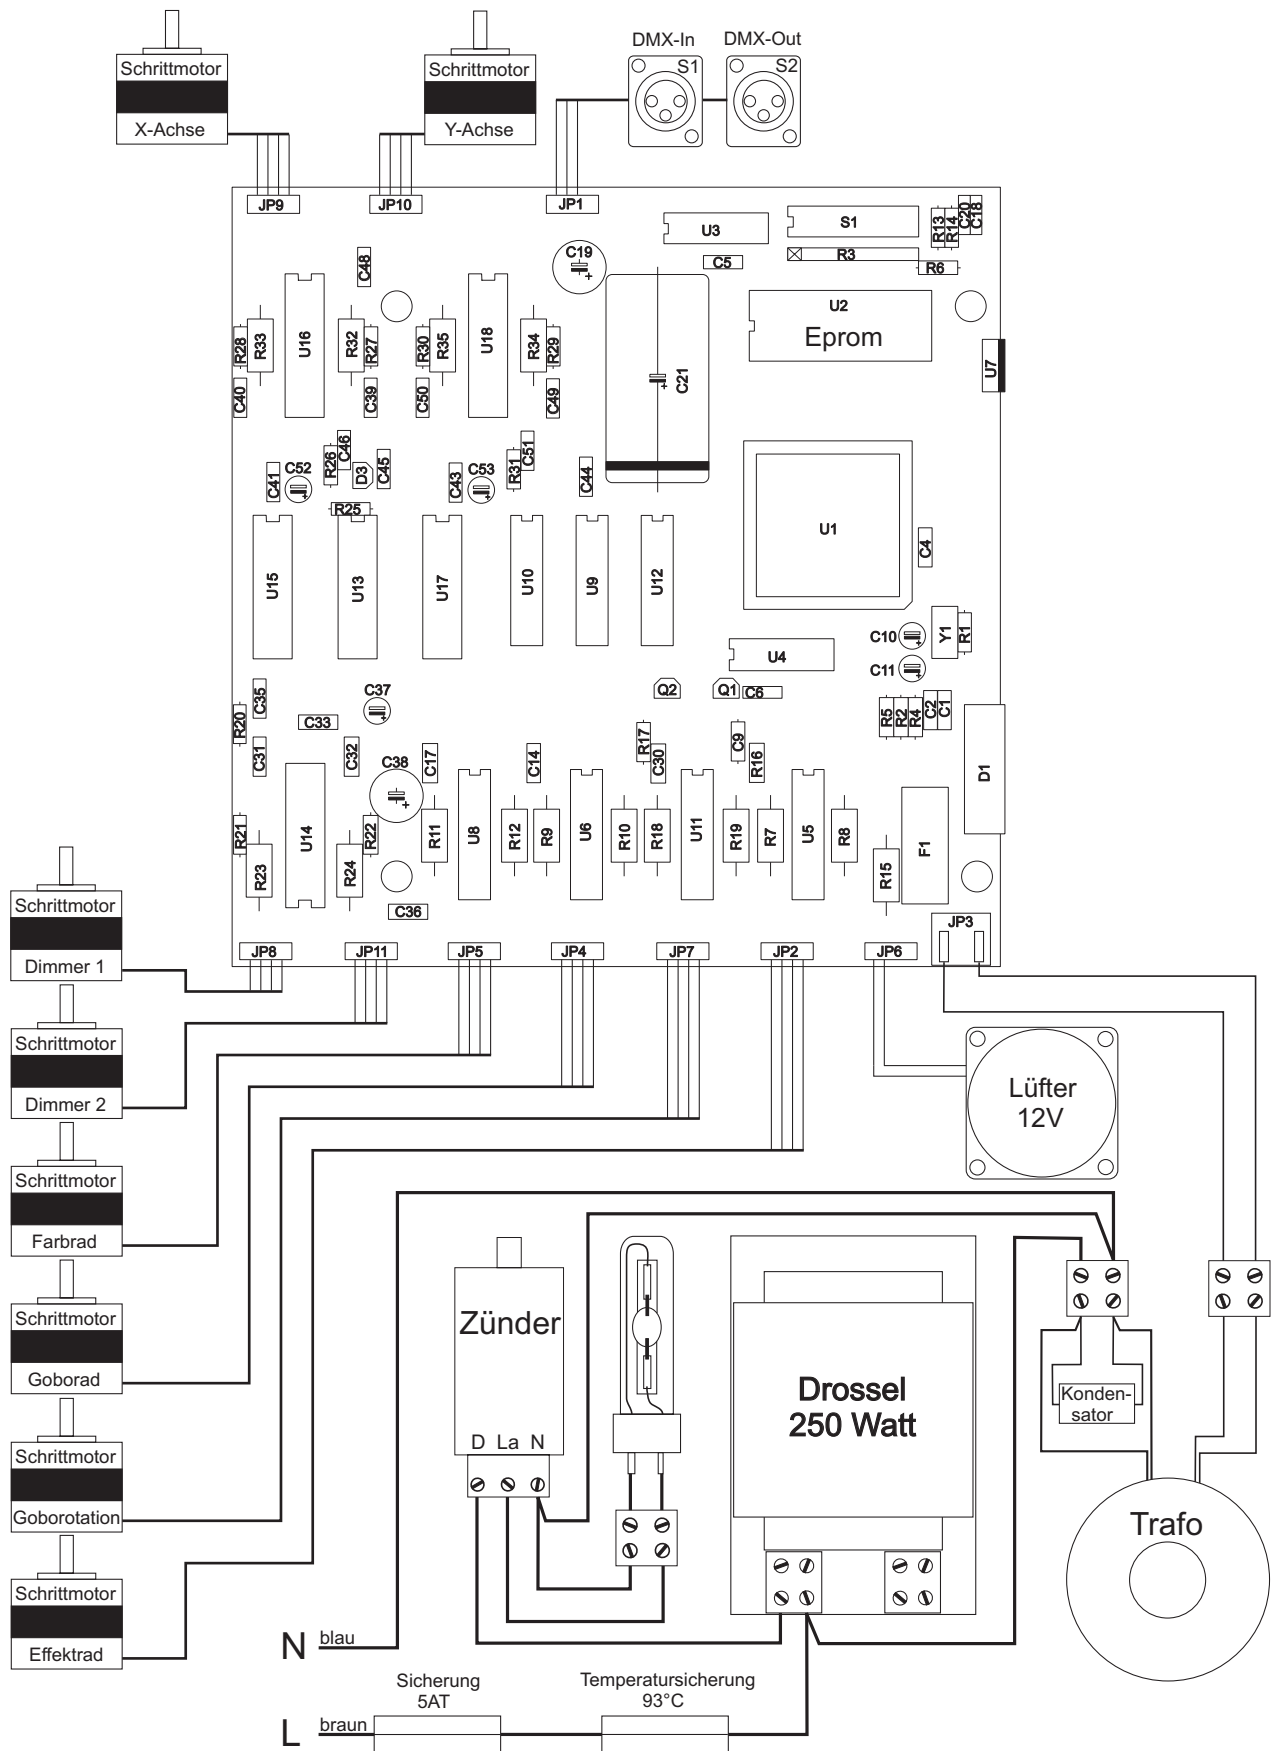 DMX-In
DMX-Out
S1
S2
Schrittmotor
X-Achse
Schrittmotor
Y-Achse
JP9
JP10
JP1
U3
S1
R13
R14
C20
C18
C5
R3
R6
C19
C48
U2
Eprom
R28
R33
U16
R32
R27
R30
R35
U18
R34
R29
C21
U7
C40
C39
C50
C49
C41
C52
R26
C46
D3
C45
C43
C53
R31
C51
C44
R25
U15
U13
U17
U10
U9
U12
U1
C4
C10
C11
Y1
R1
U4
Q2
Q1
C6
C35
C37
R20
C33
C31
C32
C38
C17
C14
R17
C30
C9
R16
R5
R2
R4
C2
C1
D1
R21
R23
U14
R24
R22
R11
U8
R12
R9
U6
R10
R18
U11
R19
R7
U5
R8
R15
F1
C36
JP3
JP8
JP11
JP5
JP4
JP7
JP2
JP6
Schrittmotor
Dimmer 1
Schrittmotor
Dimmer 2
Schrittmotor
Farbrad
Schrittmotor
Goborad
Schrittmotor
Goborotation
Schrittmotor
Effektrad
Lüfter
12V
Zünder
D La N
Drossel
250 Watt
Konden-
sator
Trafo
N blau
Sicherung
5AT
Temperatursicherung
93°C
L braun